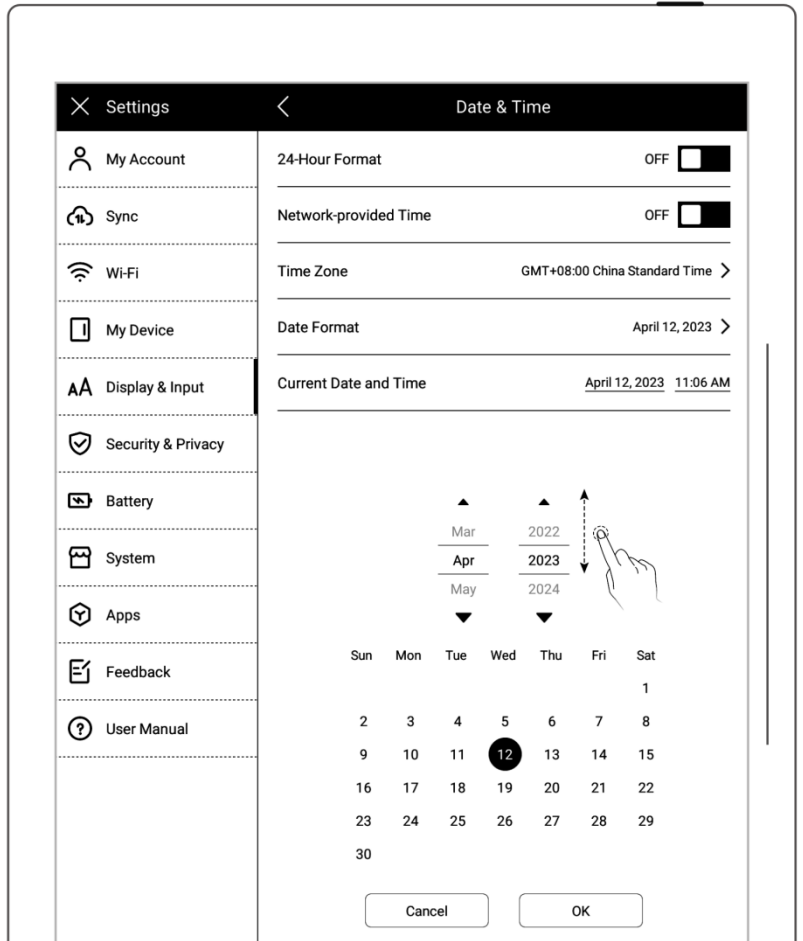 Settings
Date & Time
My Account
Sync
Wi-Fi
My Device
Display & Input
Security & Privacy
Battery
System
Apps
Feedback
User Manual
24-Hour Format OFF
Network-provided Time OFF
Time Zone GMT+08:00 China Standard Time
Date Format April 12, 2023
Current Date and Time April 12, 2023 11:06 AM
Mar 2022
Apr 2023
May 2024
Sun Mon Tue Wed Thu Fri Sat
1
2 3 4 5 6 7 8
9 10 11 12 13 14 15
16 17 18 19 20 21 22
23 24 25 26 27 28 29
30
Cancel OK